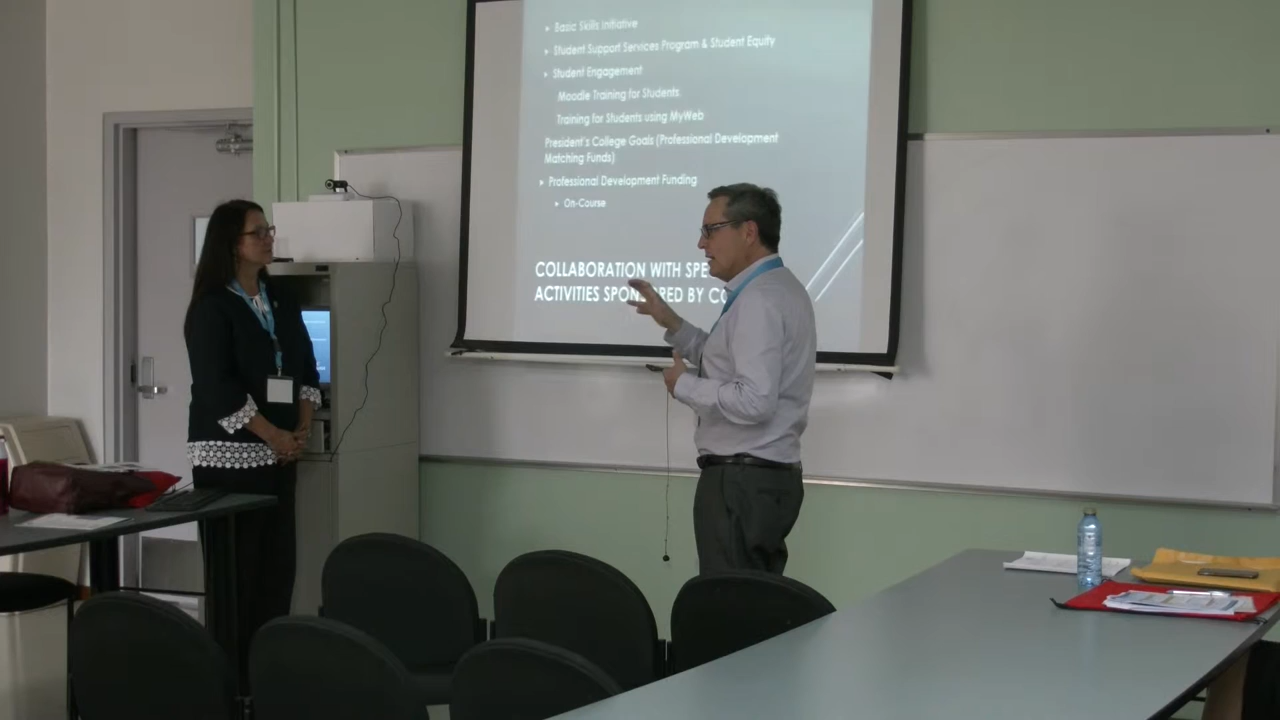 ▸ Basic Skills Initiative
▸ Student Support Services Program & Student Equity
▸ Student Engagement
Moodle Training for Students
Training for Students using MyWeb
President's College Goals (Professional Development
Matching Funds)
▸ Professional Development Funding
▸ On-Course
COLLABORATION WITH SPE
ACTIVITIES SPONSORED BY CO